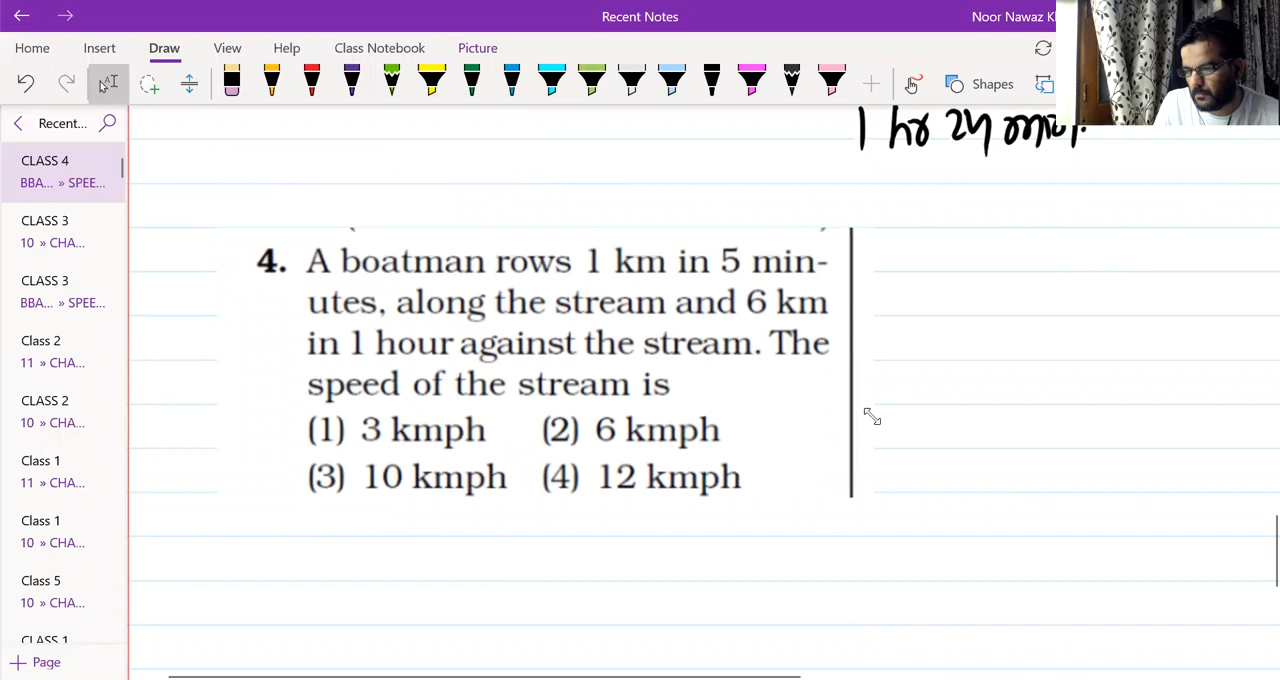 Recent Notes
Noor Nawaz Kh
Home Insert Draw View Help Class Notebook Picture
Shapes
Recent...
CLASS 4
BBA... » SPEE...
CLASS 3
10 » CHA...
CLASS 3
BBA... » SPEE...
Class 2
11 » CHA...
CLASS 2
10 » CHA...
Class 1
11 » CHA...
Class 1
10 » CHA...
Class 5
10 » CHA...
CLASS 1
+ Page
1 hr 24 min.
4. A boatman rows 1 km in 5 min-
utes, along the stream and 6 km
in 1 hour against the stream. The
speed of the stream is
(1) 3 kmph (2) 6 kmph
(3) 10 kmph (4) 12 kmph